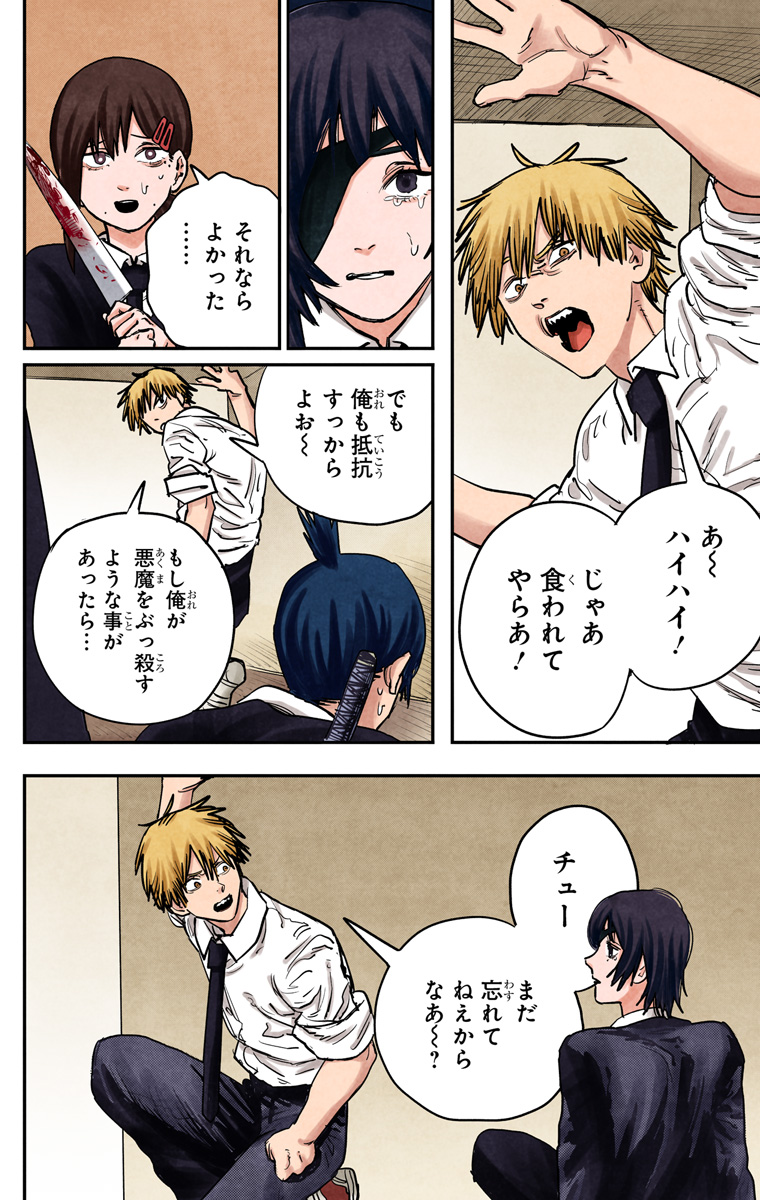 あ〜
ハイハイ！
じゃあ
食われて
やらあ！
それなら
よかった
……
でも
俺も抵抗
すっから
よお〜
もし俺が
悪魔をぶっ殺す
ような事が
あったら…
チュー
まだ
忘れて
ねえから
なあ〜？